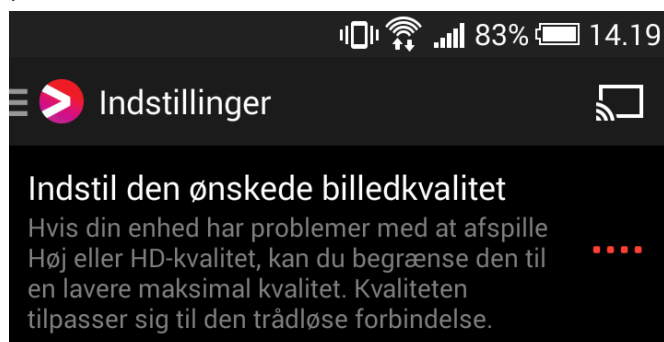 83% 14.19
Indstillinger
Indstil den ønskede billedkvalitet
Hvis din enhed har problemer med at afspille
Høj eller HD-kvalitet, kan du begrænse den til
en lavere maksimal kvalitet. Kvaliteten
tilpasser sig til den trådløse forbindelse.